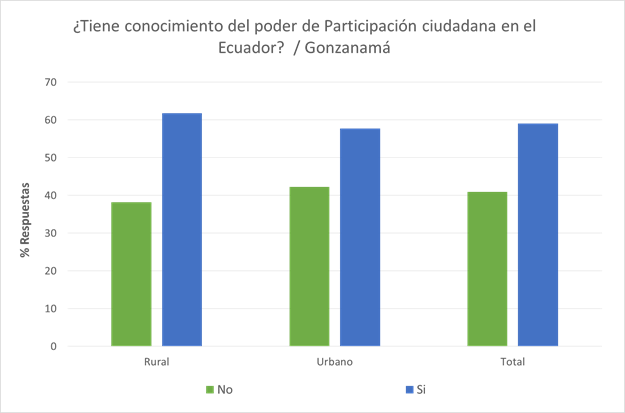 ¿Tiene conocimiento del poder de Participación ciudadana en el
Ecuador?  / Gonzanamá
70
60
50
40
30
20
10
0
% Respuestas
Rural
Urbano
Total
No
Si